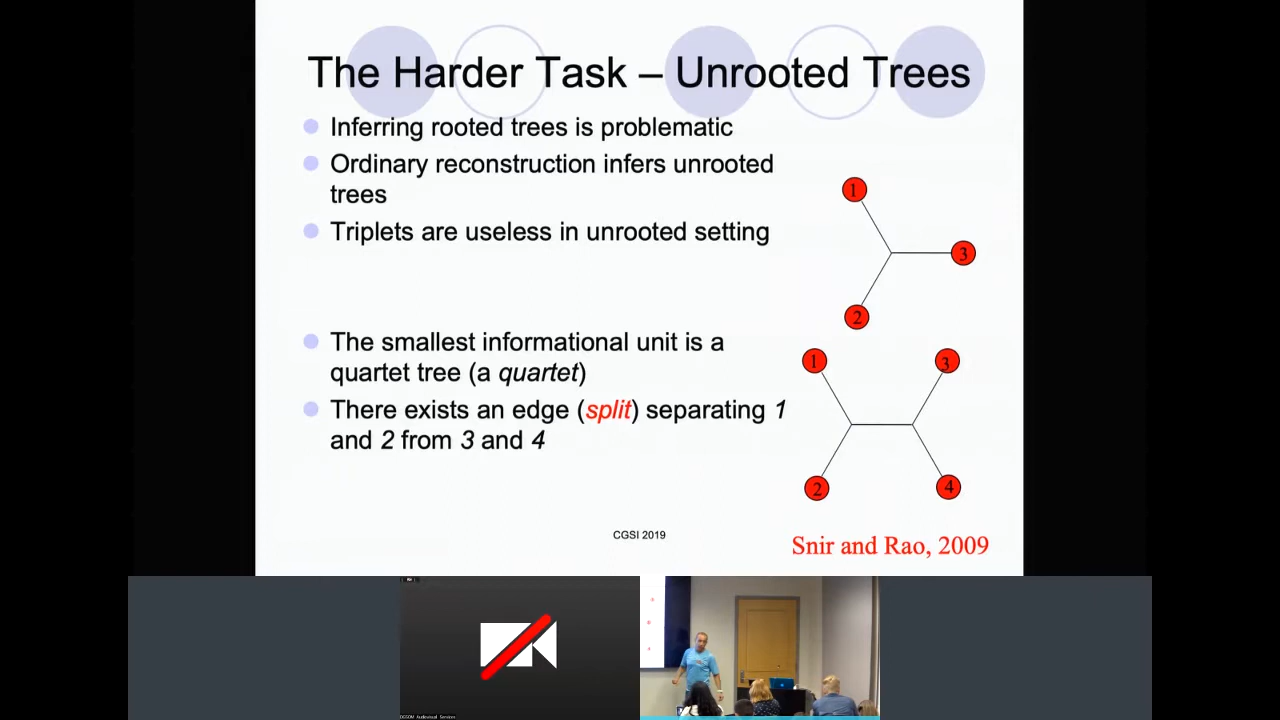 The Harder Task – Unrooted Trees
Inferring rooted trees is problematic
Ordinary reconstruction infers unrooted
trees
Triplets are useless in unrooted setting
1
3
2
The smallest informational unit is a
quartet tree (a quartet)
There exists an edge (split) separating 1
and 2 from 3 and 4
1
3
2
4
CGSI 2019
Snir and Rao, 2009